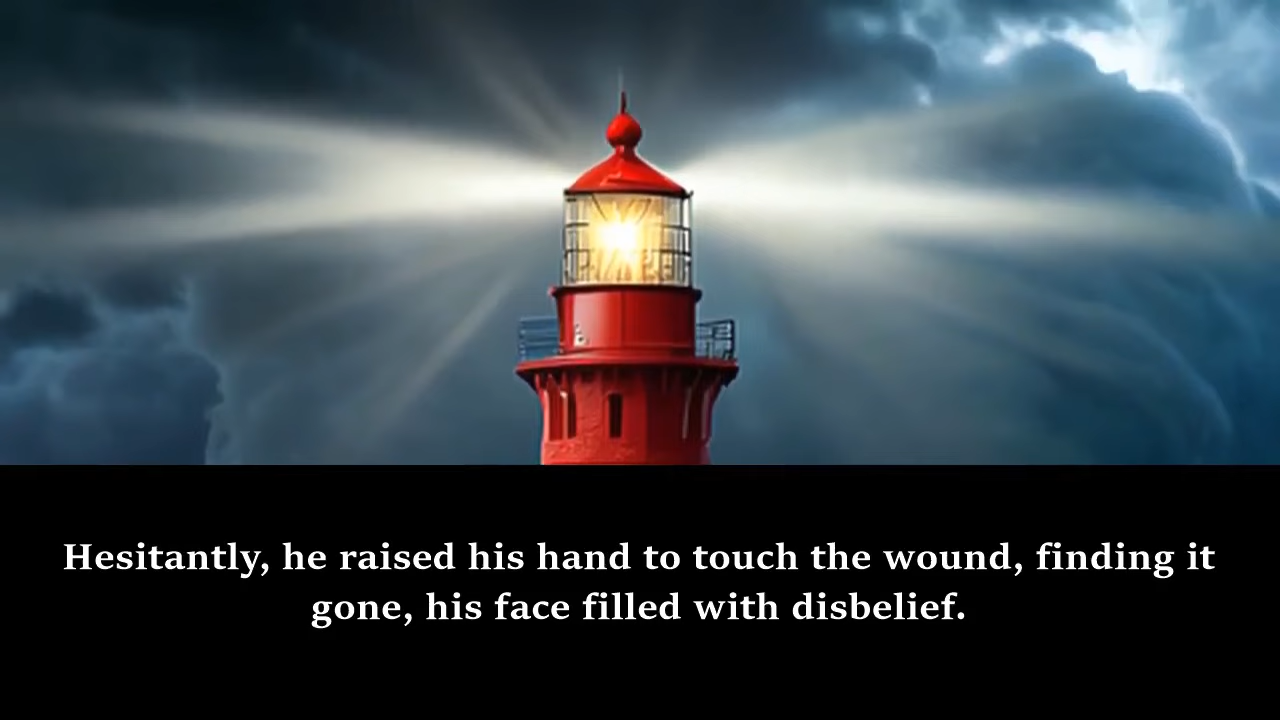 Hesitantly, he raised his hand to touch the wound, finding it
gone, his face filled with disbelief.